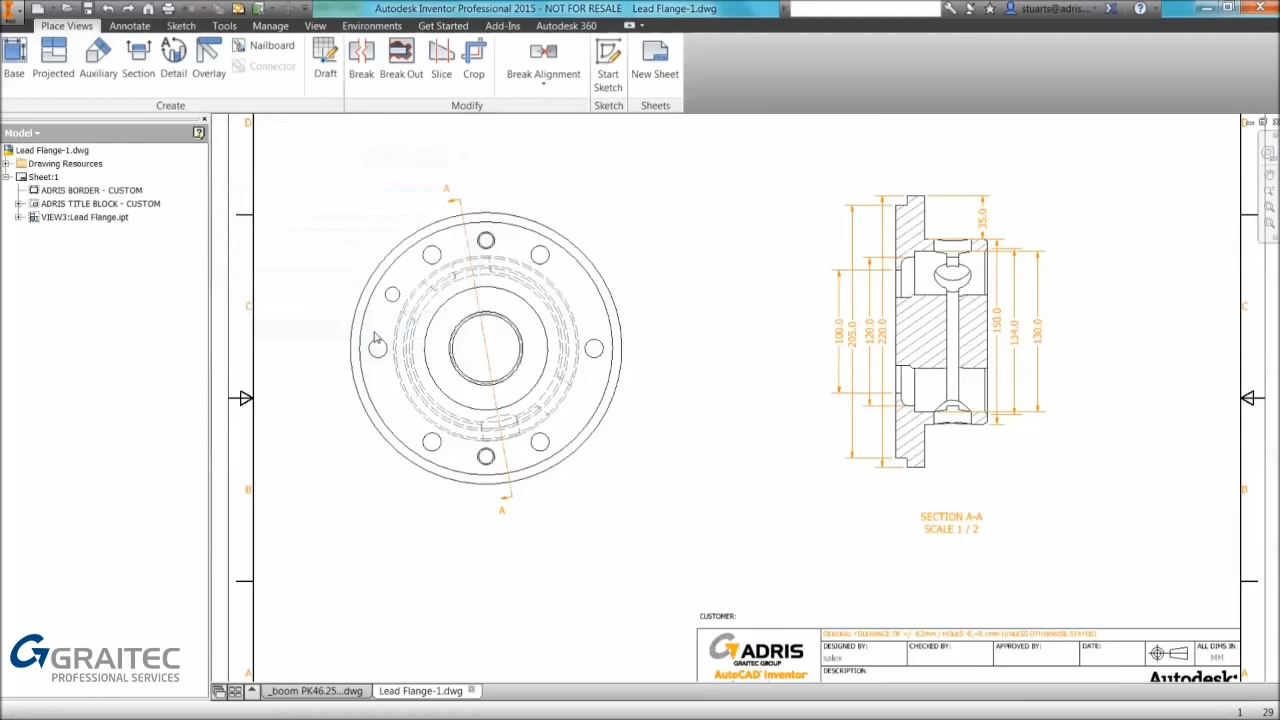 Autodesk Inventor Professional 2015 - NOT FOR RESALE Lead Flange-1.dwg
stuarts@adris...
PRO
Place Views Annotate Sketch Tools Manage View Environments Get Started Add-Ins Autodesk 360
Base Projected Auxiliary Section Detail Overlay
Nailboard
Connector
Draft
Break Break Out Slice Crop
Break Alignment
Start Sketch
New Sheet
Create
Modify
Sketch
Sheets
Model
Lead Flange-1.dwg
Drawing Resources
Sheet:1
ADRIS BORDER - CUSTOM
ADRIS TITLE BLOCK - CUSTOM
VIEW3:Lead Flange.ipt
D
D
C
C
B
B
A
A
A
A
35.0
100.0
205.0
120.0
220.0
150.0
134.0
130.0
SECTION A-A
SCALE 1 / 2
CUSTOMER:
ADRIS
GRAITEC GROUP
AutoCAD Inventor
GENERAL TOLERANCE OF +/- 0.2mm / HOLES -0,+0.1mm (UNLESS OTHERWISE STATED)
DESIGNED BY:
salex
CHECKED BY:
APPROVED BY:
DATE:
ALL DIMS IN:
MM
DESCRIPTION:
Autodesk
GRAITEC
PROFESSIONAL SERVICES
_boom PK46.25...dwg
Lead Flange-1.dwg
1 29